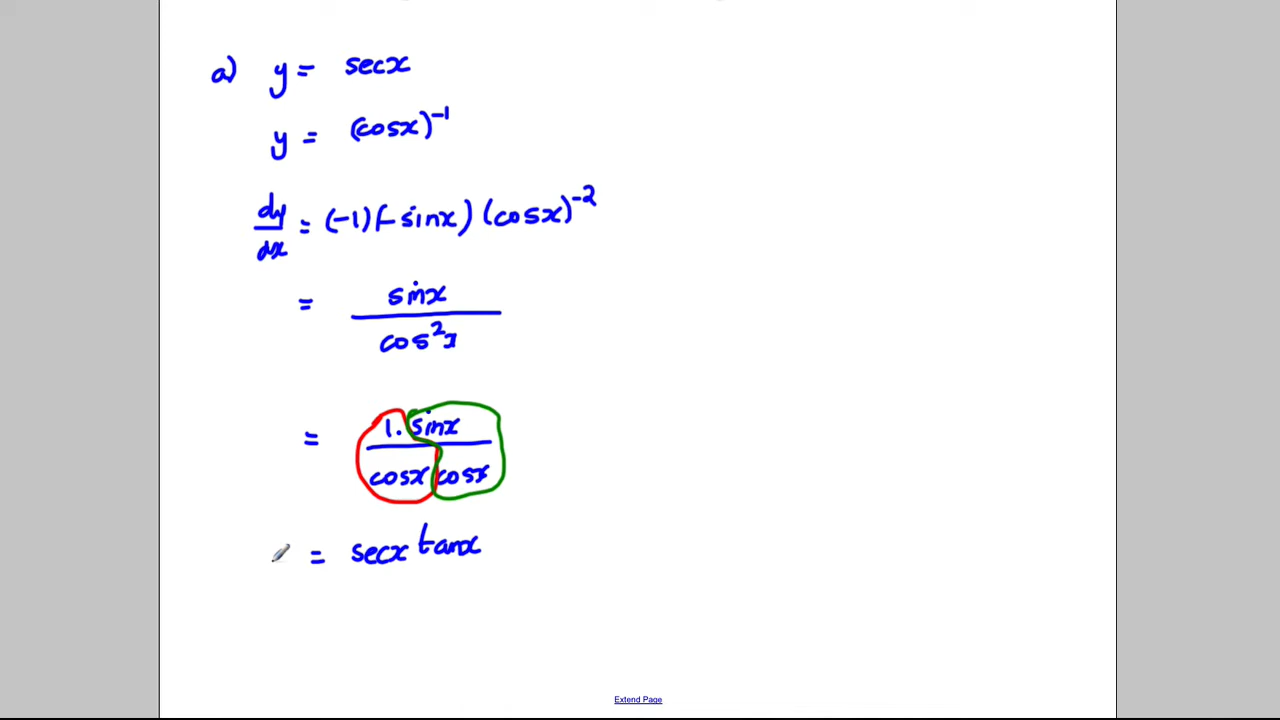 a) y = secx
y = (cosx)⁻¹
dy/dx = (-1)(-sinx)(cosx)⁻²
= sinx / cos²x
= 1.sinx / cosx cosx
= secx tanx
Extend Page